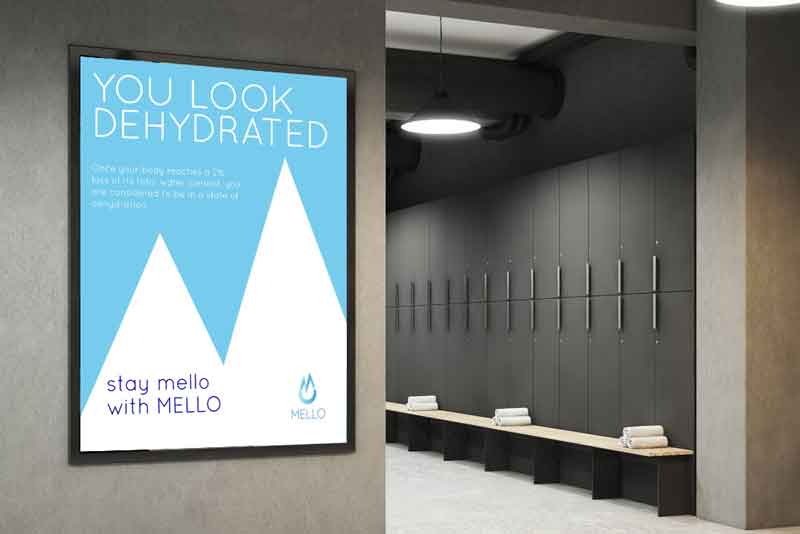 YOU LOOK
DEHYDRATED
Once your body reaches a 2%
loss of its total water content, you
are considered to be in a state of
dehydration.
stay mello
with MELLO
MELLO